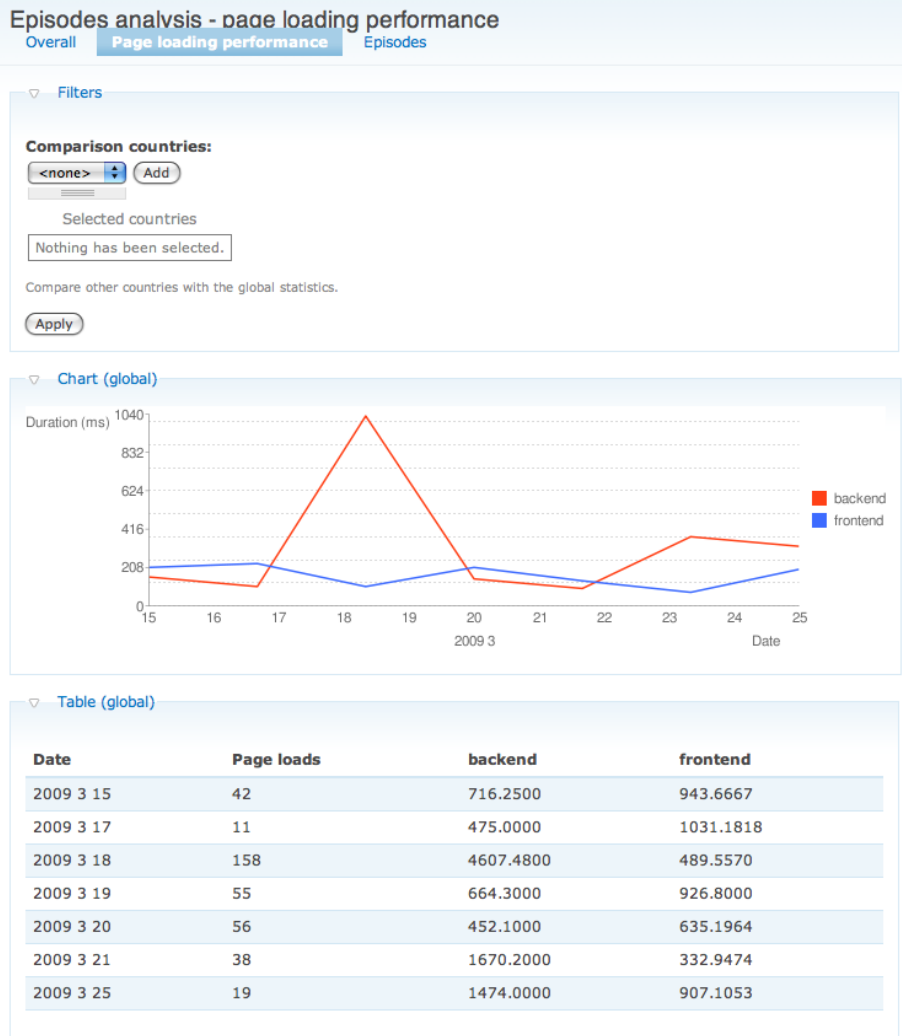 Episodes analysis - page loading performance
Overall Page loading performance Episodes
Filters
Comparison countries:
<none> Add
Selected countries
Nothing has been selected.
Compare other countries with the global statistics.
Apply
Chart (global)
Duration (ms)
1040
832
624
416
208
0
backend
frontend
15 16 17 18 19 20 21 22 23 24 25
2009 3 Date
Table (global)
Date Page loads backend frontend
2009 3 15 42 716.2500 943.6667
2009 3 17 11 475.0000 1031.1818
2009 3 18 158 4607.4800 489.5570
2009 3 19 55 664.3000 926.8000
2009 3 20 56 452.1000 635.1964
2009 3 21 38 1670.2000 332.9474
2009 3 25 19 1474.0000 907.1053